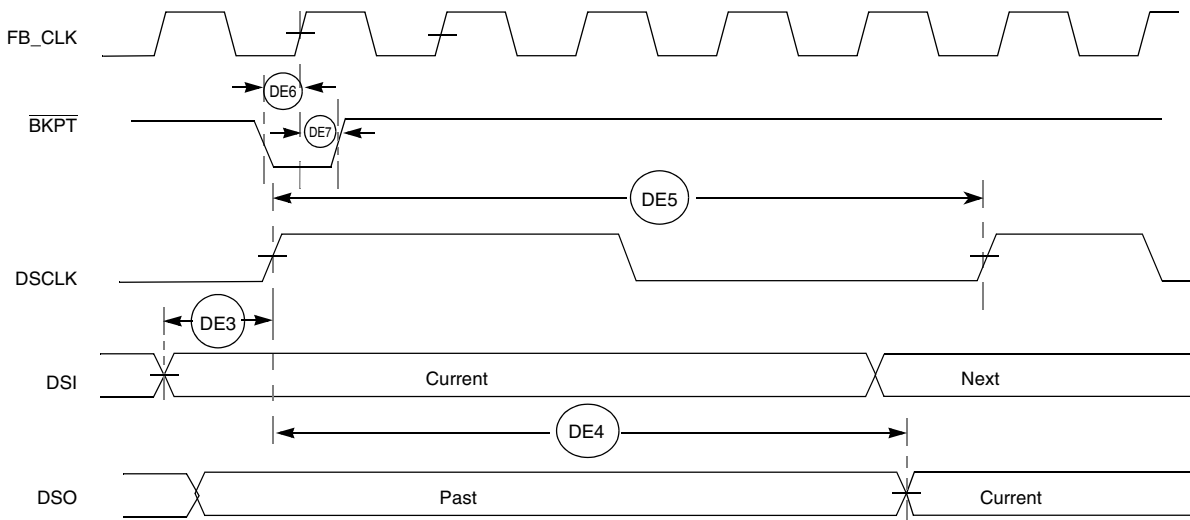 FB_CLK
DE6
BKPT
DE7
DE5
DSCLK
DE3
DSI
Current
Next
DE4
DSO
Past
Current